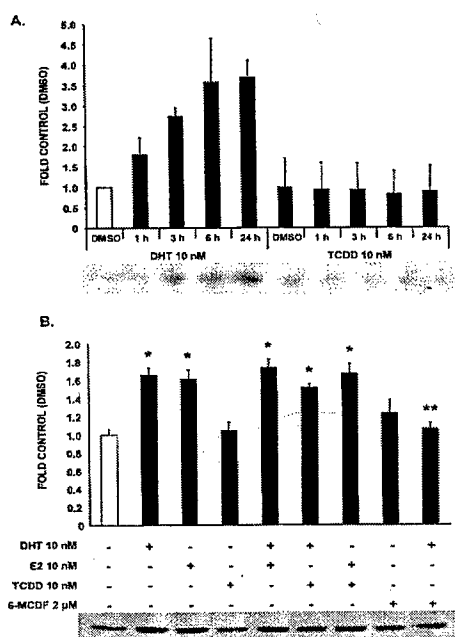 A.
FOLD CONTROL (DMSO)
5.0
4.5
4.0
3.5
3.0
2.5
2.0
1.5
1.0
0.5
0
DMSO 1 h 3 h 6 h 24 h DMSO 1 h 3 h 6 h 24 h
DHT 10 nM TCDD 10 nM
B.
FOLD CONTROL (DMSO)
2.0
1.8
1.6
1.4
1.2
1.0
0.8
0.6
0.4
0.2
0
* * * * * **
DHT 10 nM - + - - + + - - +
E2 10 nM - - + - + - + - -
TCDD 10 nM - - - + - + + - -
6-MCDF 2 µM - - - - - - - + +